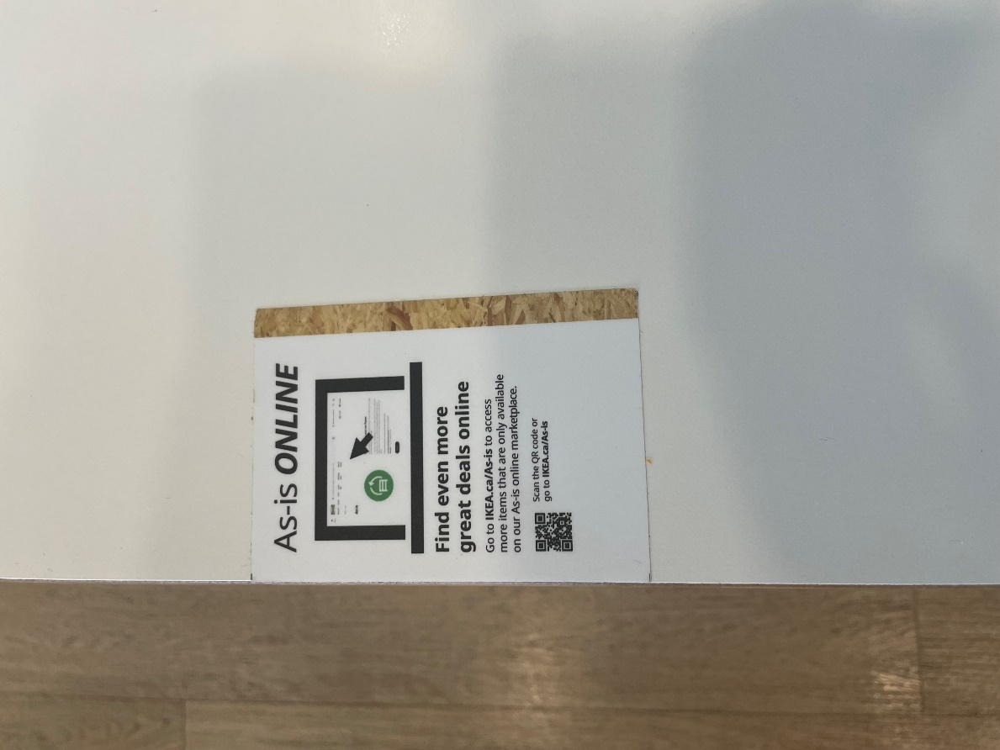 As-is ONLINE
Find even more
great deals online
Go to IKEA.ca/As-is to access
more items that are only available
on our As-is online marketplace.
Scan the QR code or
go to IKEA.ca/As-is